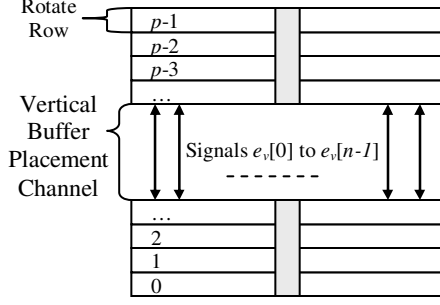 Rotate
Row
p-1
p-2
p-3
...
Vertical
Buffer
Placement
Channel
Signals e_v[0] to e_v[n-1]
...
2
1
0